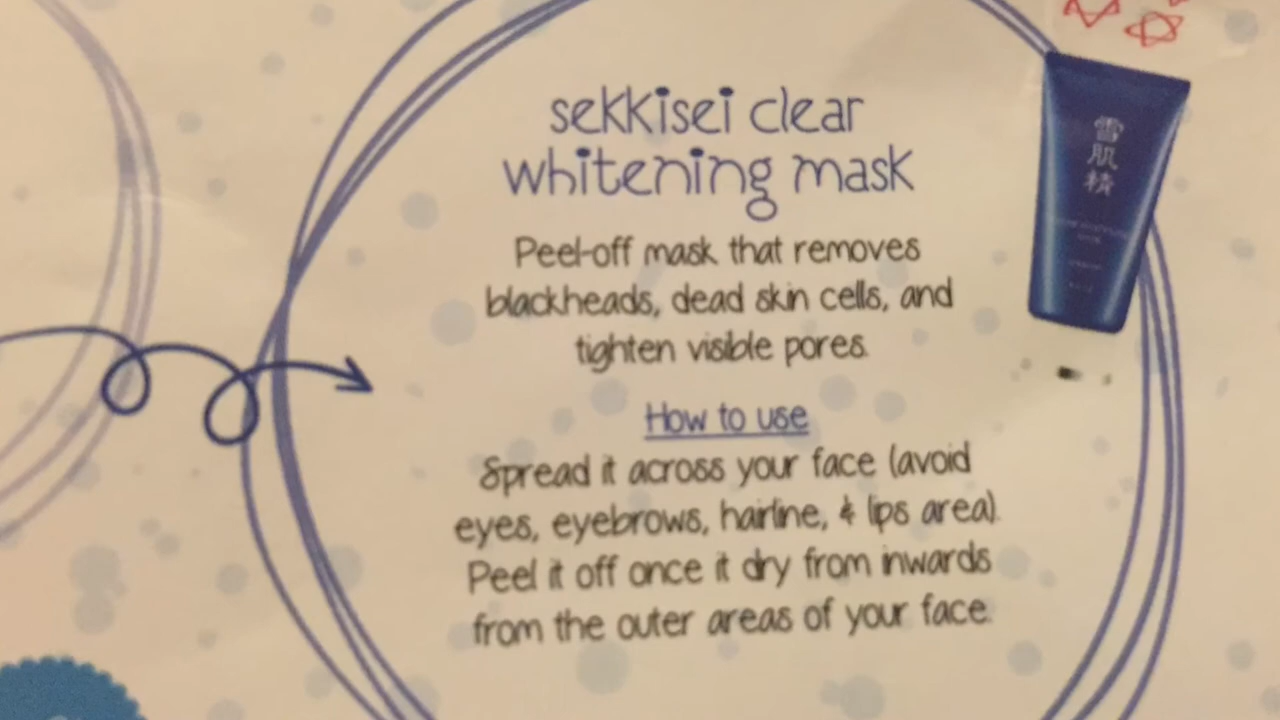 sekkisei clear
whitening mask
Peel-off mask that removes
blackheads, dead skin cells, and
tighten visible pores.
How to use
Spread it across your face (avoid
eyes, eyebrows, hairline, & lips area).
Peel it off once it dry from inwards
from the outer areas of your face.
雪
肌
精